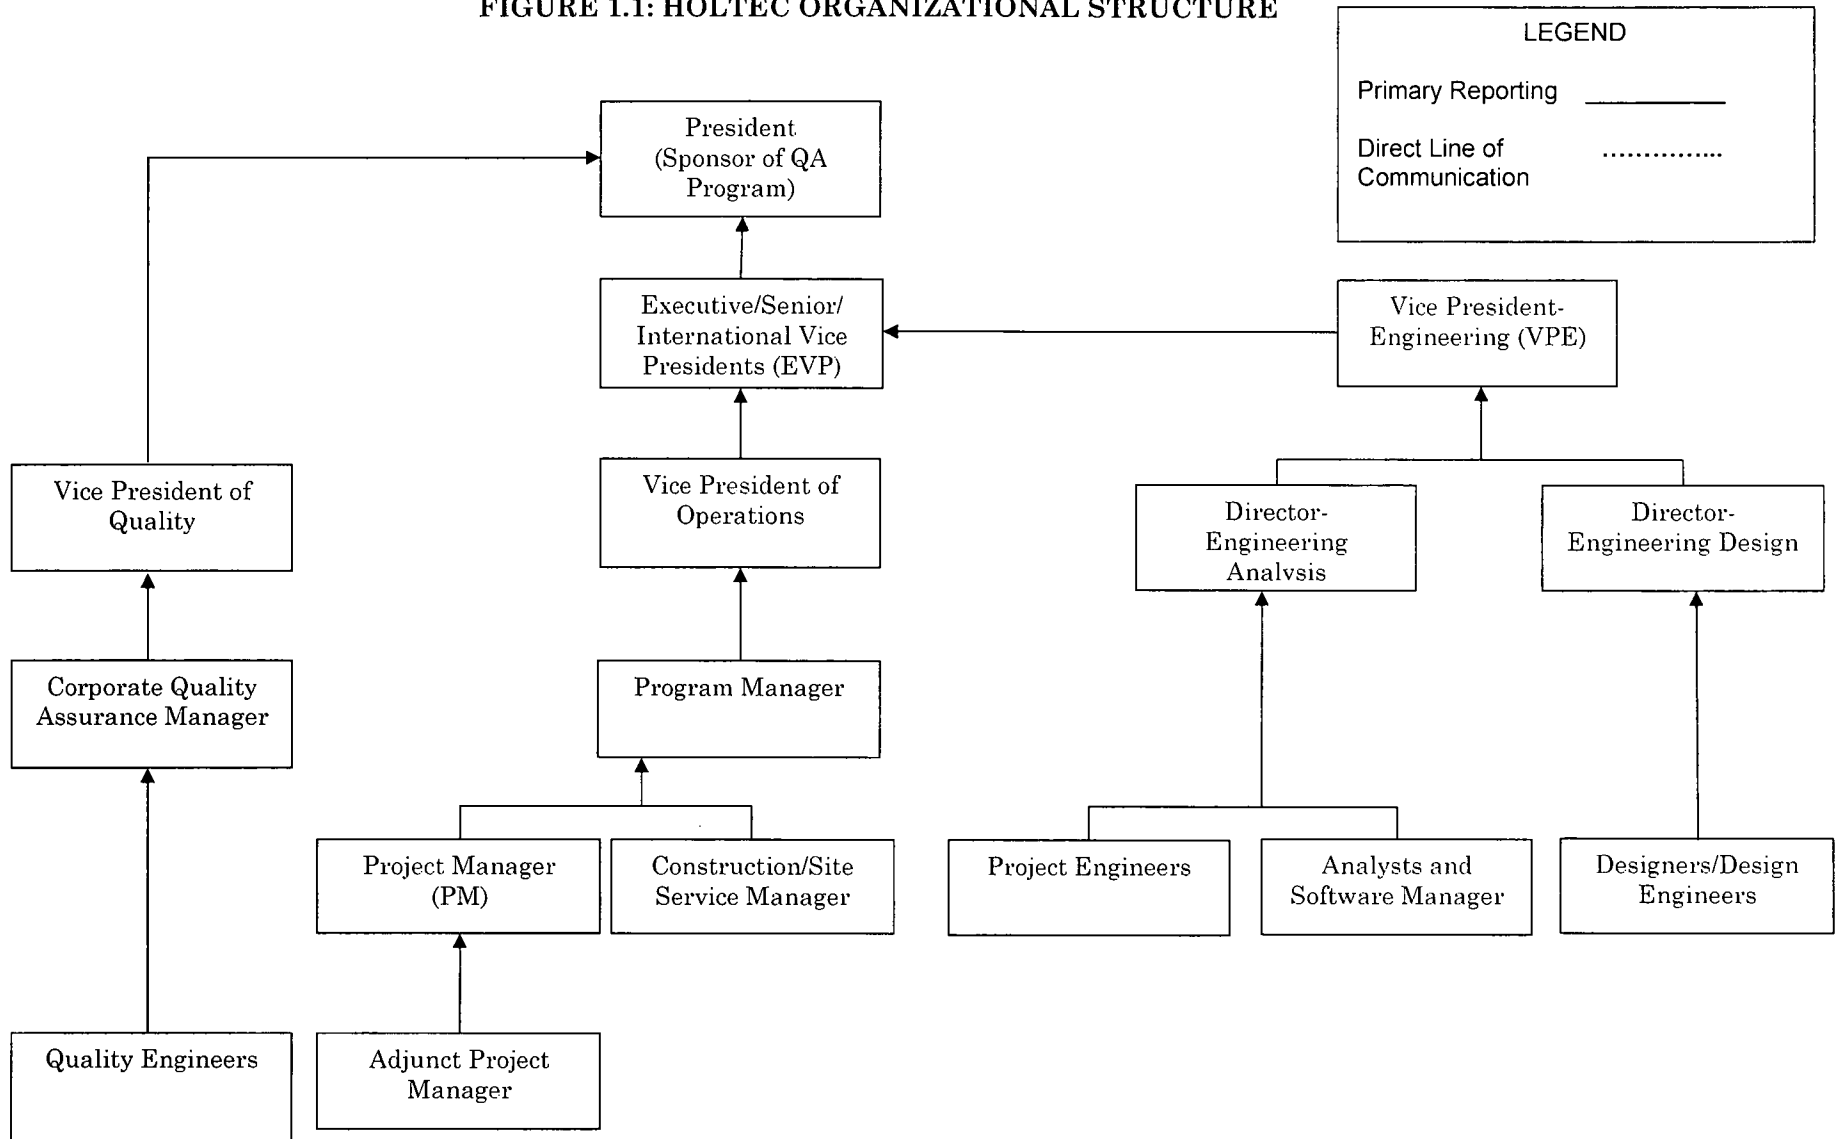 FIGURE 1.1: HOLTEC ORGANIZATIONAL STRUCTURE
LEGEND
Primary Reporting
Direct Line of
Communication
President
(Sponsor of QA
Program)
Executive/Senior/
International Vice
Presidents (EVP)
Vice President-
Engineering (VPE)
Vice President of
Quality
Vice President of
Operations
Director-
Engineering
Analysis
Director-
Engineering Design
Corporate Quality
Assurance Manager
Program Manager
Project Manager
(PM)
Construction/Site
Service Manager
Project Engineers
Analysts and
Software Manager
Designers/Design
Engineers
Quality Engineers
Adjunct Project
Manager